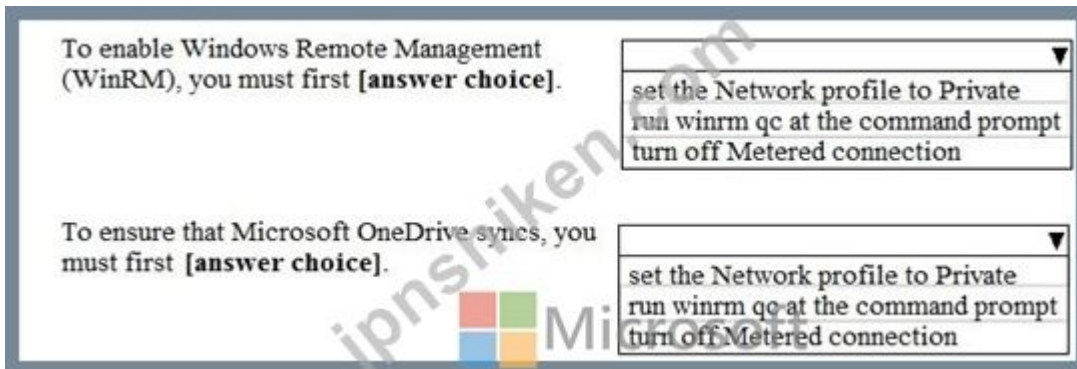 To enable Windows Remote Management
(WinRM), you must first [answer choice].
▼
set the Network profile to Private
run winrm qc at the command prompt
turn off Metered connection
To ensure that Microsoft OneDrive syncs, you
must first [answer choice].
▼
set the Network profile to Private
run winrm qc at the command prompt
turn off Metered connection
jpnshiken.com
Microsoft